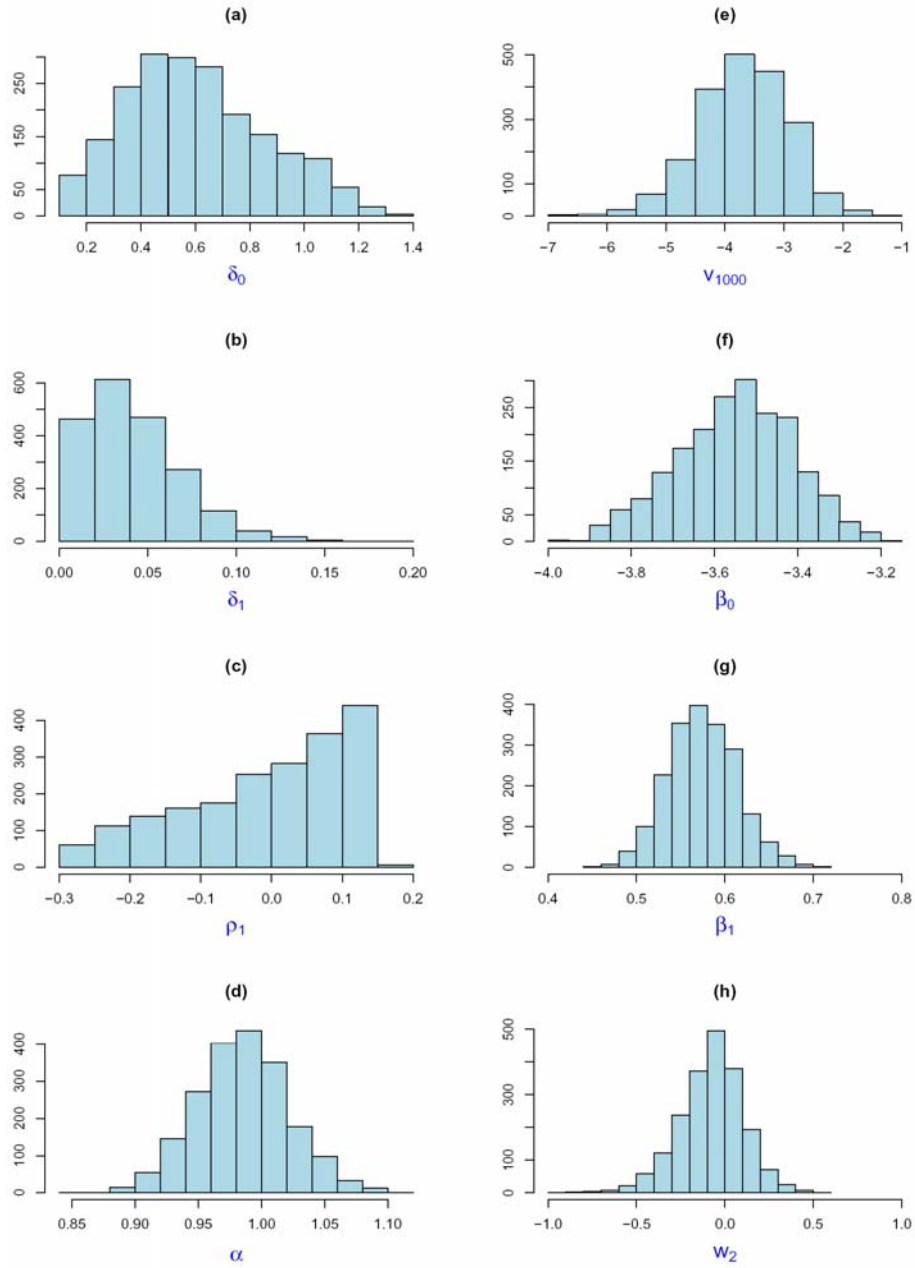 (a)
0 50 150 250
0.2 0.4 0.6 0.8 1.0 1.2 1.4
δ₀
(e)
0 100 300 500
−7 −6 −5 −4 −3 −2 −1
v₁₀₀₀
(b)
0 200 400 600
0.00 0.05 0.10 0.15 0.20
δ₁
(f)
0 50 150 250
−4.0 −3.8 −3.6 −3.4 −3.2
β₀
(c)
0 100 200 300 400
−0.3 −0.2 −0.1 0.0 0.1 0.2
ρ₁
(g)
0 100 200 300 400
0.4 0.5 0.6 0.7 0.8
β₁
(d)
0 100 200 300 400
0.85 0.90 0.95 1.00 1.05 1.10
α
(h)
0 100 300 500
−1.0 −0.5 0.0 0.5 1.0
w₂